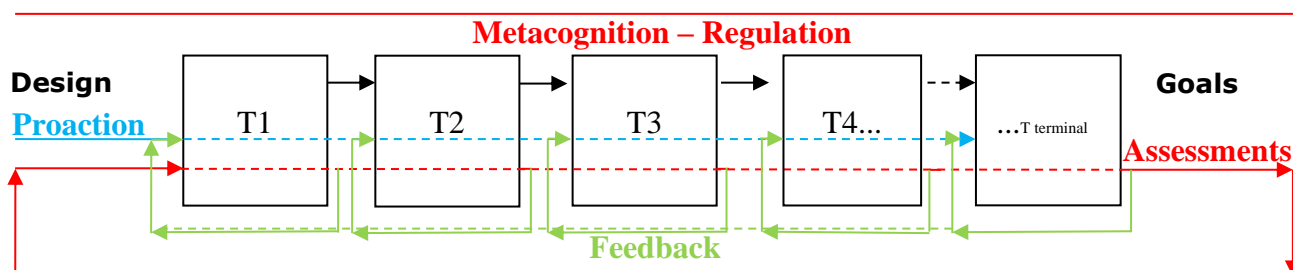 Metacognition – Regulation
Design
Goals
Proaction
T1
T2
T3
T4...
...T terminal
Assessments
Feedback